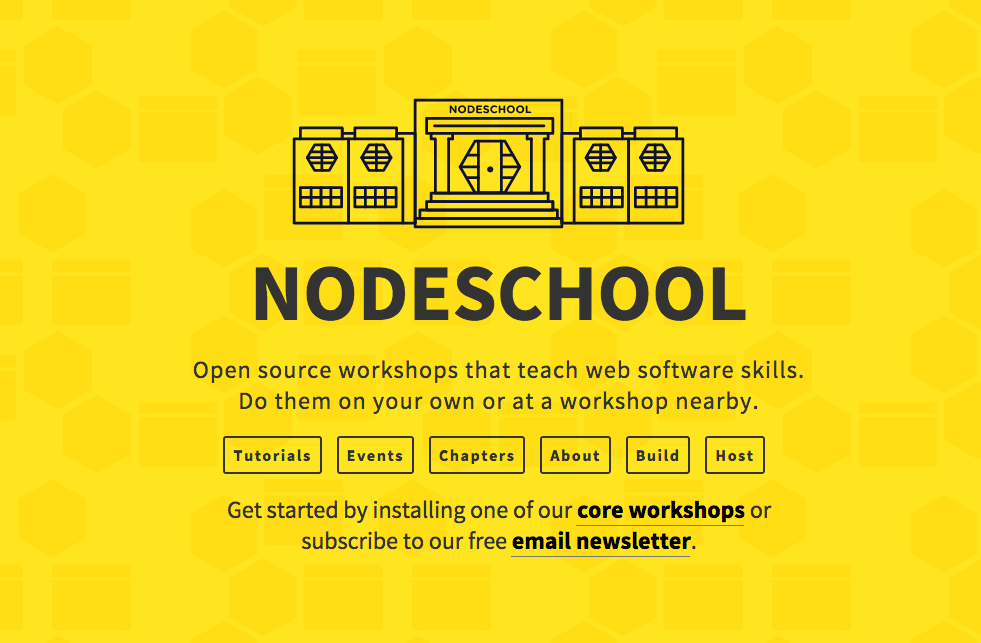 NODESCHOOL
NODESCHOOL
Open source workshops that teach web software skills.
Do them on your own or at a workshop nearby.
Tutorials Events Chapters About Build Host
Get started by installing one of our core workshops or
subscribe to our free email newsletter.